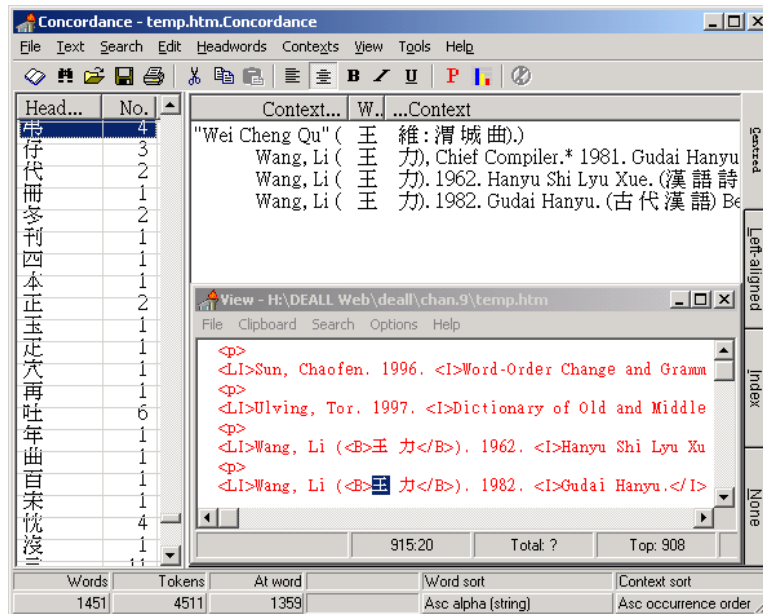 Concordance - temp.htm.Concordance
File Text Search Edit Headwords Contexts View Tools Help
B U P
Head... No.
4
仔 3
代 2
冊 1
冬 2
刊 1
四 1
本 1
正 2
玉 1
疋 1
穴 1
再 1
吐 6
年 1
曲 1
百 1
宋 1
忱 4
沒 1
11
Context... W.. ...Context
"Wei Cheng Qu" ( 王 維: 渭 城 曲).)
Wang, Li ( 王 力), Chief Compiler.* 1981. Gudai Hanyu
Wang, Li ( 王 力). 1962. Hanyu Shi Lyu Xue. (漢 語 詩
Wang, Li ( 王 力). 1982. Gudai Hanyu. (古 代 漢 語) Be
Centred
Left-aligned
Index
None
View - H:\DEALL Web\deall\chan.9\temp.htm
File Clipboard Search Options Help
<p>
<LI>Sun, Chaofen. 1996. <I>Word-Order Change and Gramm
<p>
<LI>Ulving, Tor. 1997. <I>Dictionary of Old and Middle
<p>
<LI>Wang, Li (<B>王 力</B>). 1962. <I>Hanyu Shi Lyu Xu
<p>
<LI>Wang, Li (<B>王 力</B>). 1982. <I>Gudai Hanyu.</I>
915:20 Total: ? Top: 908
Words Tokens At word Word sort Context sort
1451 4511 1359 Asc alpha (string) Asc occurrence order